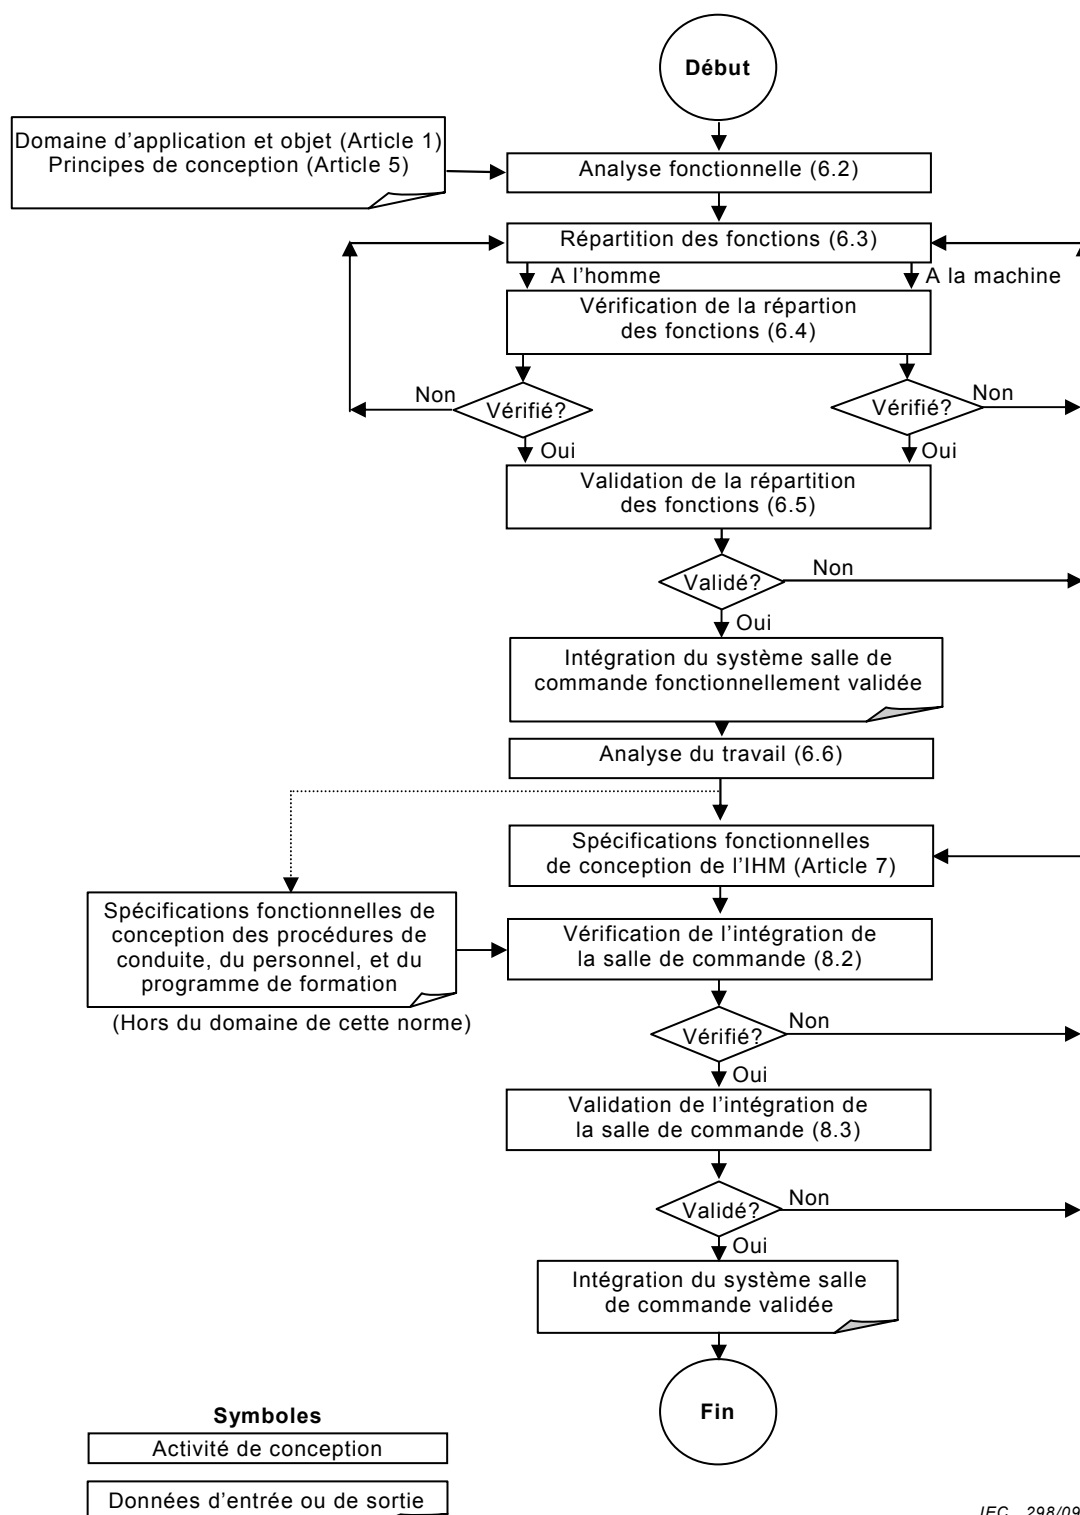 Début
Domaine d'application et objet (Article 1)
Principes de conception (Article 5)
Analyse fonctionnelle (6.2)
Répartition des fonctions (6.3)
A l'homme
A la machine
Vérification de la répartion
des fonctions (6.4)
Non
Vérifié?
Vérifié?
Non
Oui
Oui
Validation de la répartition
des fonctions (6.5)
Validé?
Non
Oui
Intégration du système salle de
commande fonctionnellement validée
Analyse du travail (6.6)
Spécifications fonctionnelles
de conception de l'IHM (Article 7)
Spécifications fonctionnelles de
conception des procédures de
conduite, du personnel, et du
programme de formation
(Hors du domaine de cette norme)
Vérification de l'intégration de
la salle de commande (8.2)
Vérifié?
Non
Oui
Validation de l'intégration de
la salle de commande (8.3)
Validé?
Non
Oui
Intégration du système salle
de commande validée
Fin
Symboles
Activité de conception
Données d'entrée ou de sortie
IEC 298/09